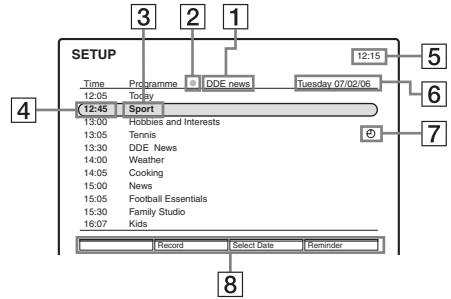 3 2 1
SETUP 12:15 5
Time Programme DDE news Tuesday 07/02/06 6
12:05 Today
4 12:45 Sport
13:00 Hobbies and Interests
13:05 Tennis 7
13:30 DDE News
14:00 Weather
14:05 Cooking
15:00 News
15:05 Football Essentials
15:30 Family Studio
16:07 Kids
Record Select Date Reminder
8